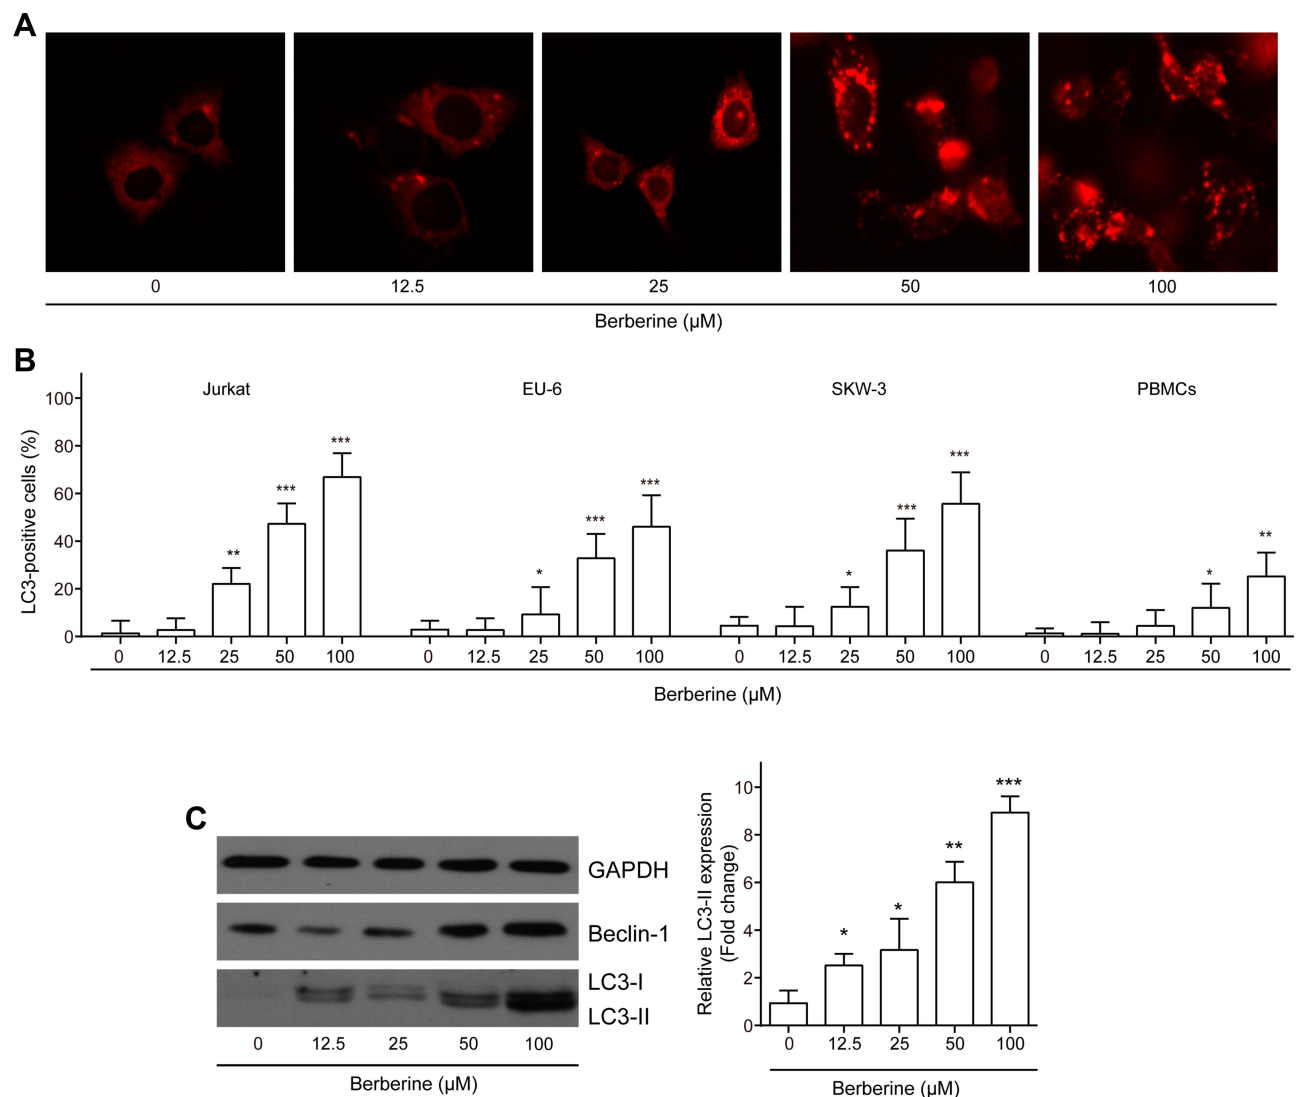 A
0 12.5 25 50 100
Berberine (µM)
B
Jurkat EU-6 SKW-3 PBMCs
LC3-positive cells (%)
100
80
60
40
20
0
** *** ***
* *** ***
* *** ***
* **
0 12.5 25 50 100 0 12.5 25 50 100 0 12.5 25 50 100 0 12.5 25 50 100
Berberine (µM)
C
GAPDH
Beclin-1
LC3-I
LC3-II
0 12.5 25 50 100
Berberine (µM)
Relative LC3-II expression
(Fold change)
10
8
6
4
2
0
* * ** ***
0 12.5 25 50 100
Berberine (µM)